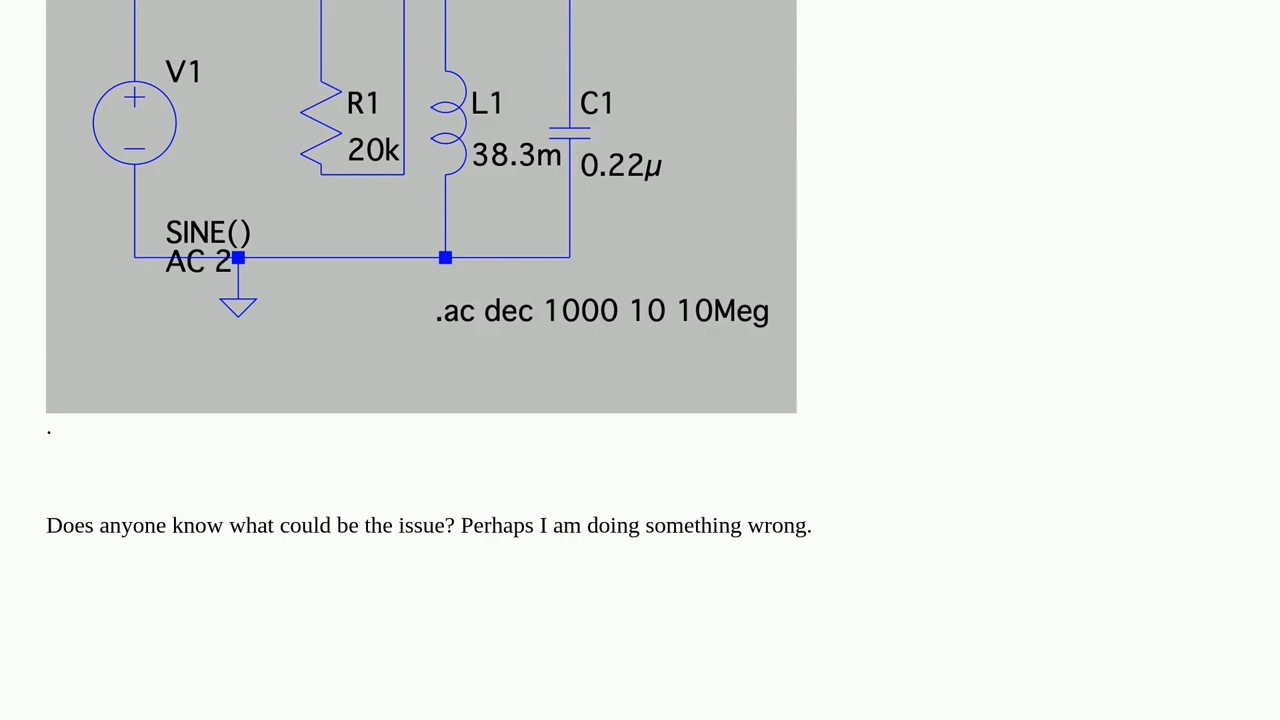 V1
R1
L1
C1
20k
38.3m
0.22µ
SINE()
AC 2
.ac dec 1000 10 10Meg
.
Does anyone know what could be the issue? Perhaps I am doing something wrong.